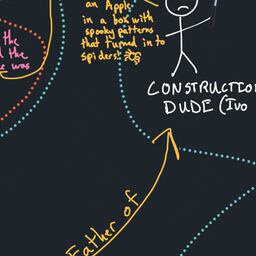 an Apple
in a box with
spooky patterns
that turned in to
spiders!
the
the
was
CONSTRUCTIO
DUDE (Ivo
Father of